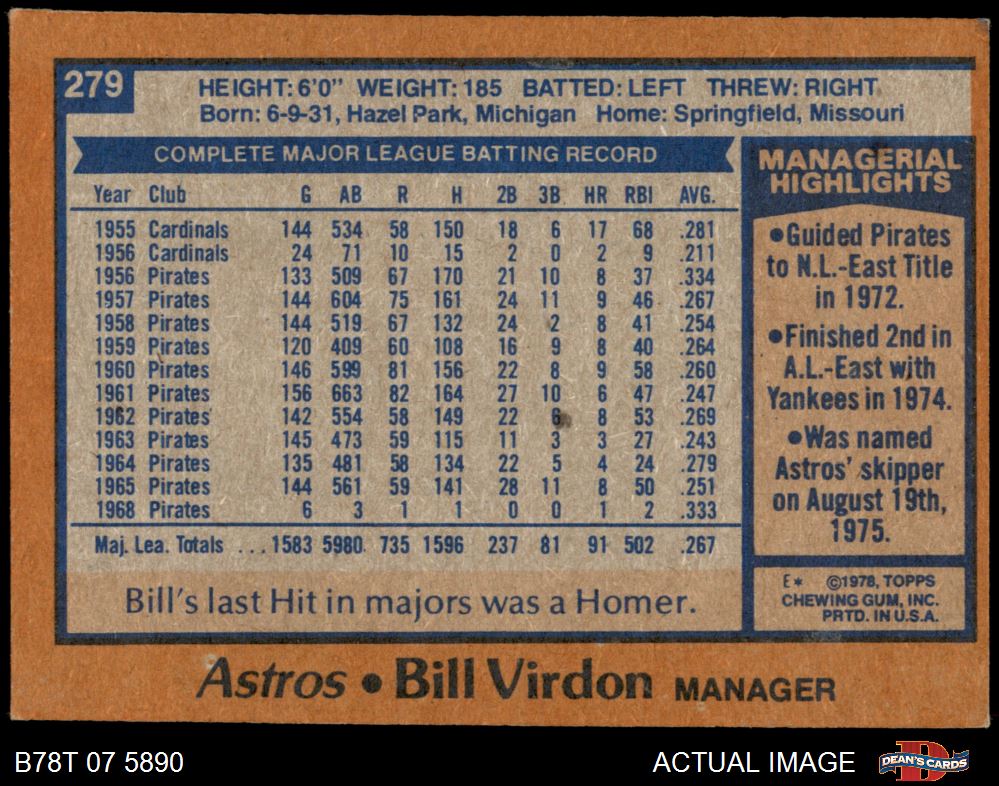 279
HEIGHT: 6'0" WEIGHT: 185 BATTED: LEFT THREW: RIGHT
Born: 6-9-31, Hazel Park, Michigan Home: Springfield, Missouri
COMPLETE MAJOR LEAGUE BATTING RECORD
Year Club G AB R H 2B 3B HR RBI AVG.
1955 Cardinals 144 534 58 150 18 6 17 68 .281
1956 Cardinals 24 71 10 15 2 0 2 9 .211
1956 Pirates 133 509 67 170 21 10 8 37 .334
1957 Pirates 144 604 75 161 24 11 9 46 .267
1958 Pirates 144 519 67 132 24 2 8 41 .254
1959 Pirates 120 409 60 108 16 9 8 40 .264
1960 Pirates 146 599 81 156 22 8 9 58 .260
1961 Pirates 156 663 82 164 27 10 6 47 .247
1962 Pirates 142 554 58 149 22 6 8 53 .269
1963 Pirates 145 473 59 115 11 3 3 27 .243
1964 Pirates 135 481 58 134 22 5 4 24 .279
1965 Pirates 144 561 59 141 28 11 8 50 .251
1968 Pirates 6 3 1 1 0 0 1 2 .333
Maj. Lea. Totals ... 1583 5980 735 1596 237 81 91 502 .267
Bill's last Hit in majors was a Homer.
MANAGERIAL
HIGHLIGHTS
●Guided Pirates
to N.L.-East Title
in 1972.
●Finished 2nd in
A.L.-East with
Yankees in 1974.
●Was named
Astros' skipper
on August 19th,
1975.
E* ©1978, TOPPS
CHEWING GUM, INC.
PRTD. IN U.S.A.
Astros ● Bill Virdon MANAGER
B78T 07 5890 ACTUAL IMAGE
DEAN'S CARDS